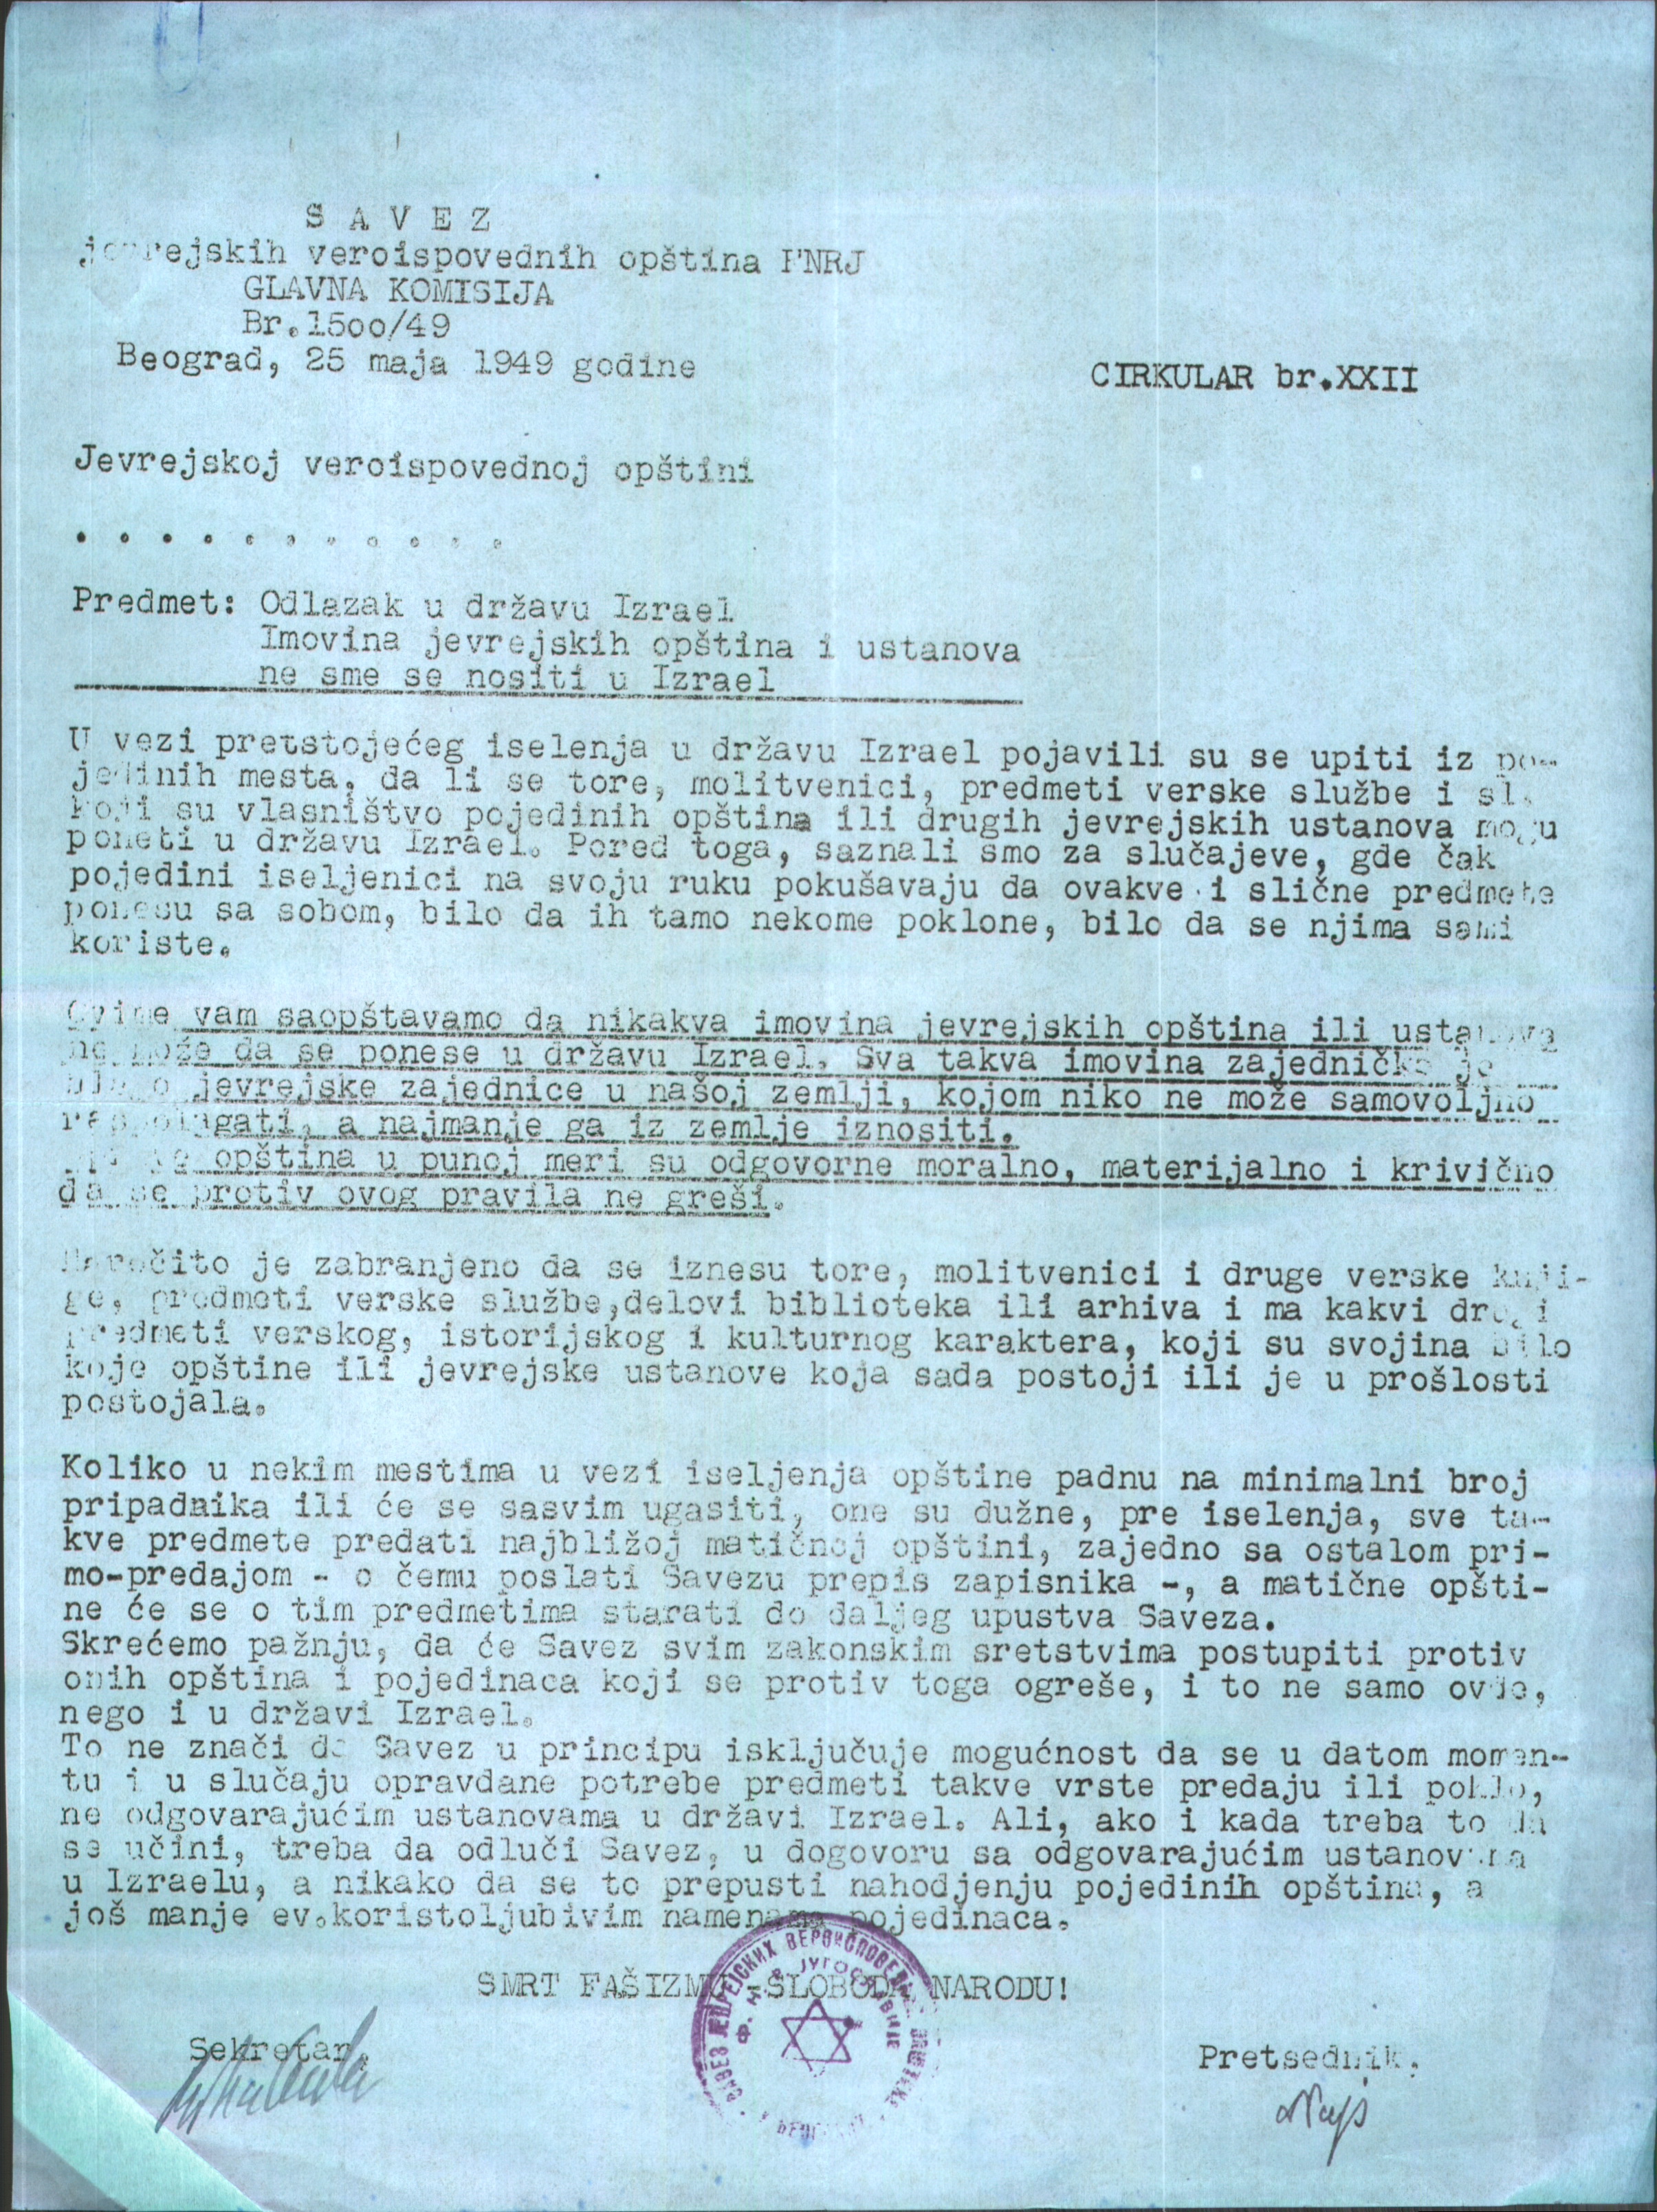 S A V E Z
jevrejskih veroispovednih opština FNRJ
GLAVNA KOMISIJA
Br.15oo/49
Beograd, 25 maja 1949 godine
CIRKULAR br.XXII
Jevrejskoj veroispovednoj opštini
. . . . . . . . . . .
Predmet: Odlazak u državu Izrael
Imovina jevrejskih opština i ustanova
ne sme se nositi u Izrael
U vezi pretstojećeg iselenja u državu Izrael pojavili su se upiti iz po-
jedinih mesta, da li se tore, molitvenici, predmeti verske službe i sl.
koji su vlasništvo pojedinih opština ili drugih jevrejskih ustanova mogu
poneti u državu Izrael. Pored toga, saznali smo za slučajeve, gde čak
pojedini iseljenici na svoju ruku pokušavaju da ovakve i slične predmete
ponesu sa sobom, bilo da ih tamo nekome poklone, bilo da se njima sami
koriste.
Ovime vam saopštavamo da nikakva imovina jevrejskih opština ili ustanova
ne može da se ponese u državu Izrael. Sva takva imovina zajedničko je
blago jevrejske zajednice u našoj zemlji, kojom niko ne može samovoljno
raspolagati, a najmanje ga iz zemlje iznositi.
opština u punoj meri su odgovorne moralno, materijalno i krivično
da se protiv ovog pravila ne greši.
Naročito je zabranjeno da se iznesu tore, molitvenici i druge verske knji-
ge, predmeti verske službe,delovi biblioteka ili arhiva i ma kakvi drugi
predmeti verskog, istorijskog i kulturnog karaktera, koji su svojina bilo
koje opštine ili jevrejske ustanove koja sada postoji ili je u prošlosti
postojala.
Koliko u nekim mestima u vezi iseljenja opštine padnu na minimalni broj
pripadnika ili će se sasvim ugasiti, one su dužne, pre iselenja, sve ta-
kve predmete predati najbližoj matičnoj opštini, zajedno sa ostalom pri-
mo-predajom - o čemu poslati Savezu prepis zapisnika -, a matične opšti-
ne će se o tim predmetima starati do daljeg upustva Saveza.
Skrećemo pažnju, da će Savez svim zakonskim sretstvima postupiti protiv
onih opština i pojedinaca koji se protiv toga ogreše, i to ne samo ovde,
nego i u državi Izrael.
To ne znači da Savez u principu isključuje mogućnost da se u datom momen-
tu i u slučaju opravdane potrebe predmeti takve vrste predaju ili poklo,
ne odgovarajućim ustanovama u državi Izrael. Ali, ako i kada treba to da
se učini, treba da odluči Savez, u dogovoru sa odgovarajućim ustanovama
u Izraelu, a nikako da se to prepusti nahodjenju pojedinih opština, a
još manje ev.koristoljubivim namenama pojedinaca.
SMRT FAŠIZMU - SLOBODA NARODU!
САВЕЗ ЈЕВРЕЈСКИХ ВЕРОИСПОВЕДНИХ ОПШТИНА
Ф. Н. Р. ЈУГОСЛАВИЈЕ
Sekretar,
Pretsednik,